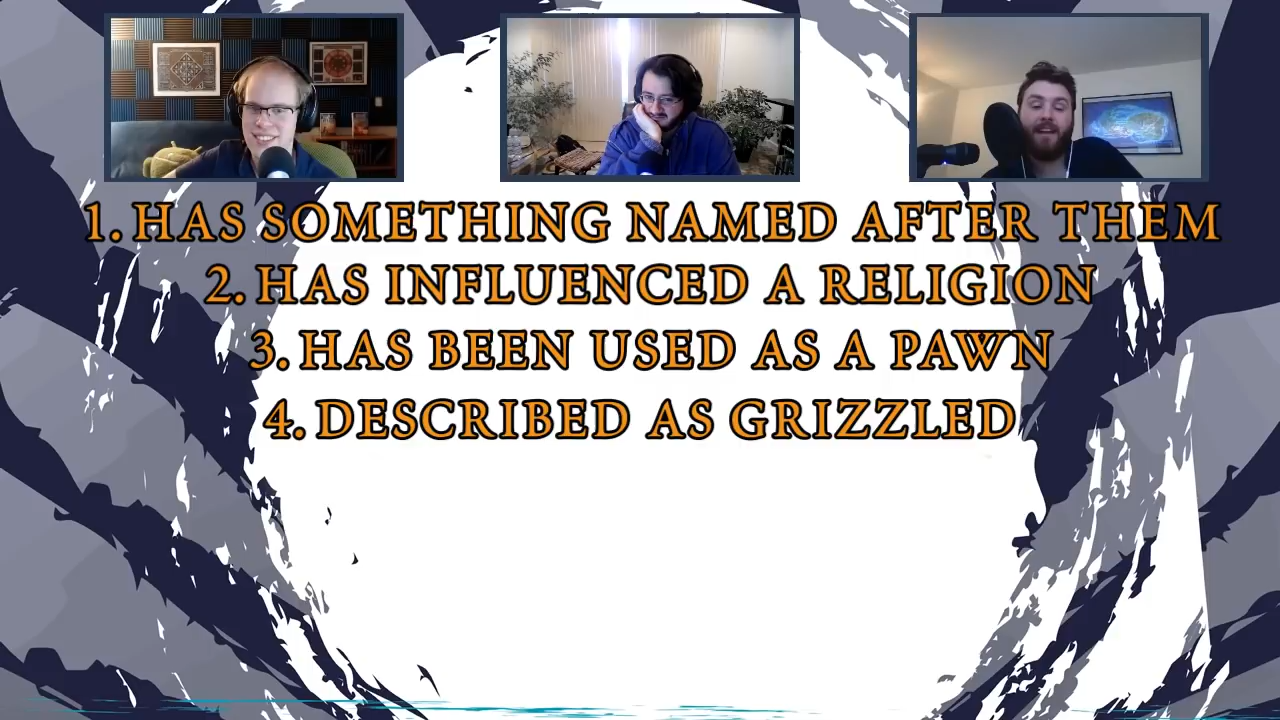 1. HAS SOMETHING NAMED AFTER THEM
2. HAS INFLUENCED A RELIGION
3. HAS BEEN USED AS A PAWN
4. DESCRIBED AS GRIZZLED